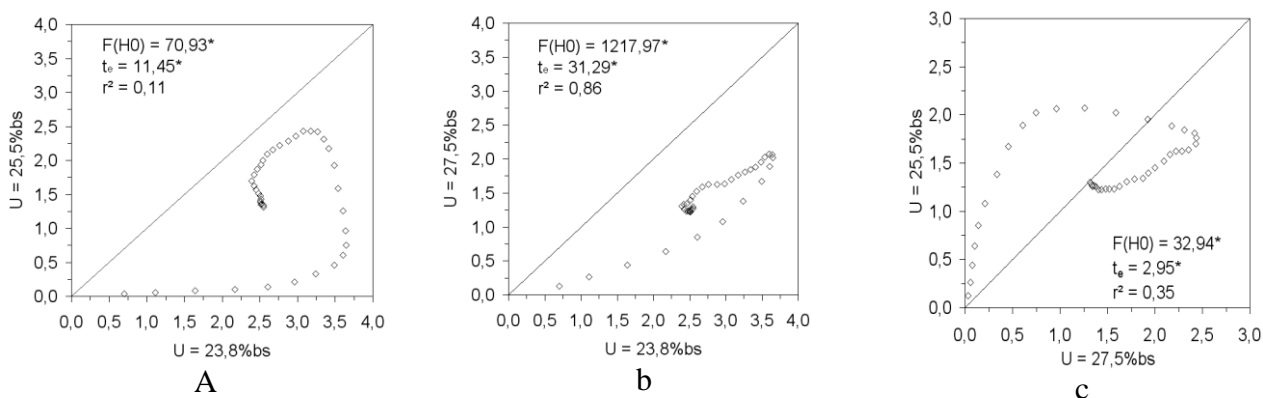 4,0
3,5
3,0
2,5
2,0
1,5
1,0
0,5
0,0
U = 25,5%bs
F(H0) = 70,93*
te = 11,45*
r² = 0,11
0,0 0,5 1,0 1,5 2,0 2,5 3,0 3,5 4,0
U = 23,8%bs
A
4,0
3,5
3,0
2,5
2,0
1,5
1,0
0,5
0,0
U = 27,5%bs
F(H0) = 1217,97*
te = 31,29*
r² = 0,86
0,0 0,5 1,0 1,5 2,0 2,5 3,0 3,5 4,0
U = 23,8%bs
b
3,0
2,5
2,0
1,5
1,0
0,5
0,0
U = 25,5%bs
F(H0) = 32,94*
te = 2,95*
r² = 0,35
0,0 0,5 1,0 1,5 2,0 2,5 3,0
U = 27,5%bs
c